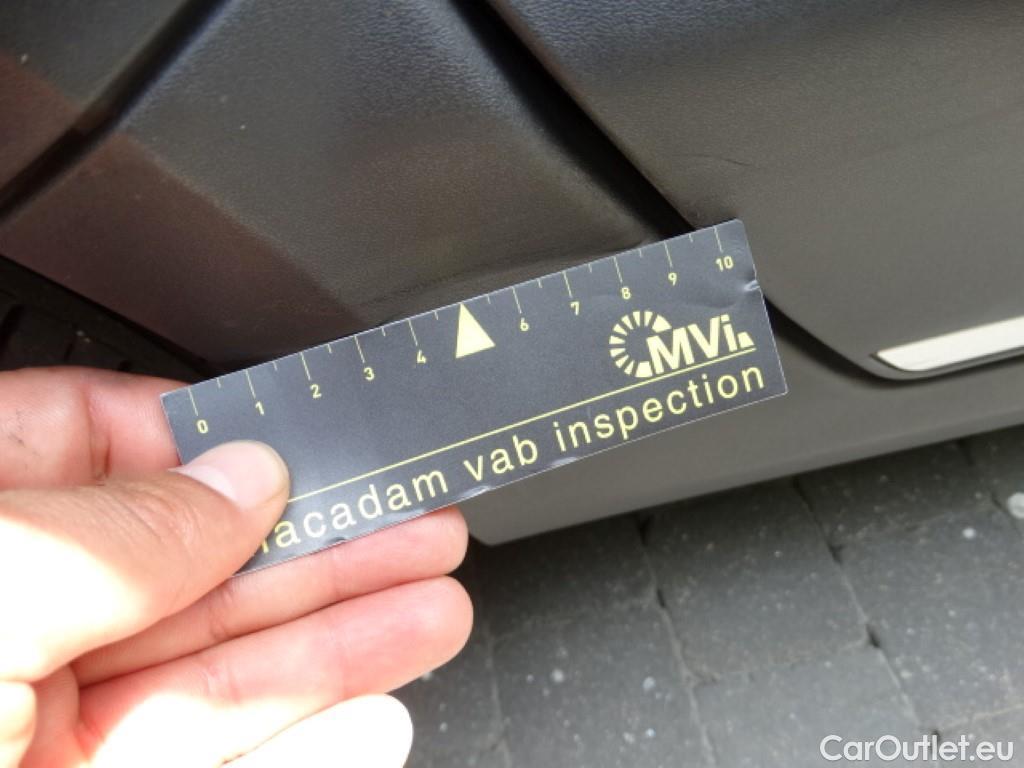 0 1 2 3 4 6 7 8 9 10
MVi
acadam vab inspection
CarOutlet.eu